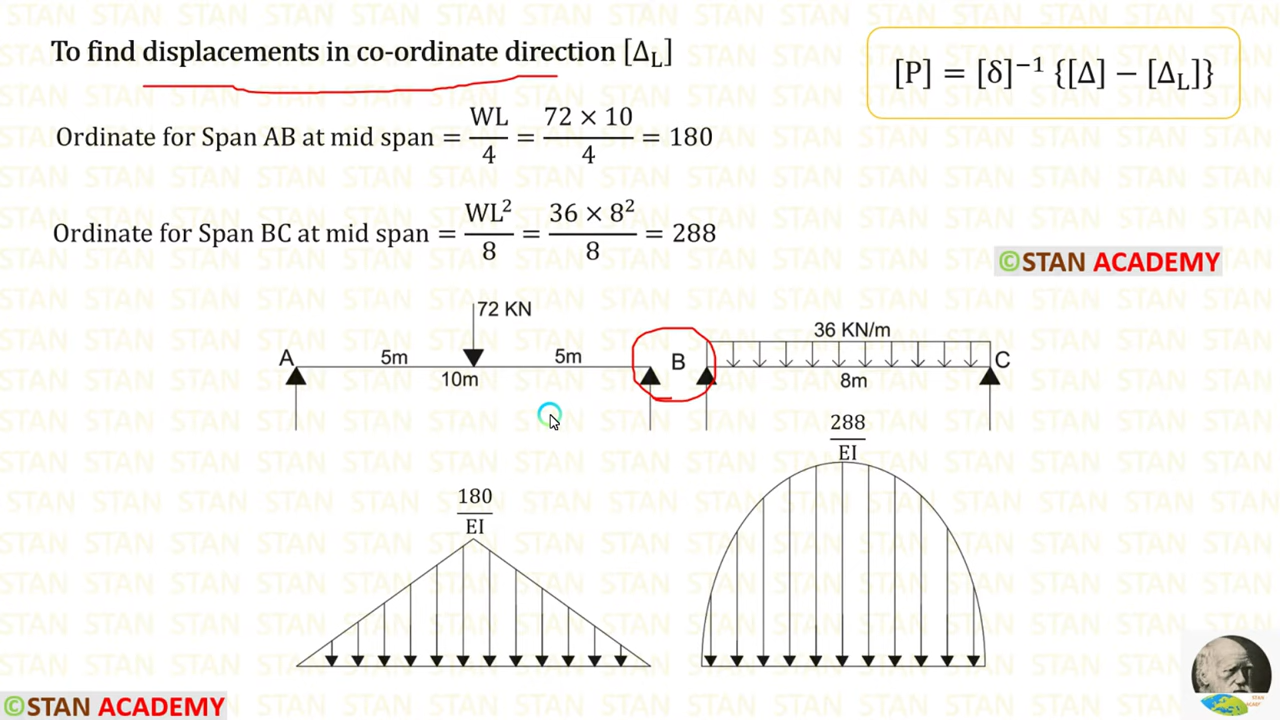 To find displacements in co-ordinate direction [Δ_L]
[P] = [δ]⁻¹ {[Δ] − [Δ_L]}
Ordinate for Span AB at mid span = WL/4 = 72 × 10/4 = 180
Ordinate for Span BC at mid span = WL²/8 = 36 × 8²/8 = 288
©STAN ACADEMY
72 KN
36 KN/m
A
5m
5m
B
C
10m
8m
288/EI
180/EI
©STAN ACADEMY